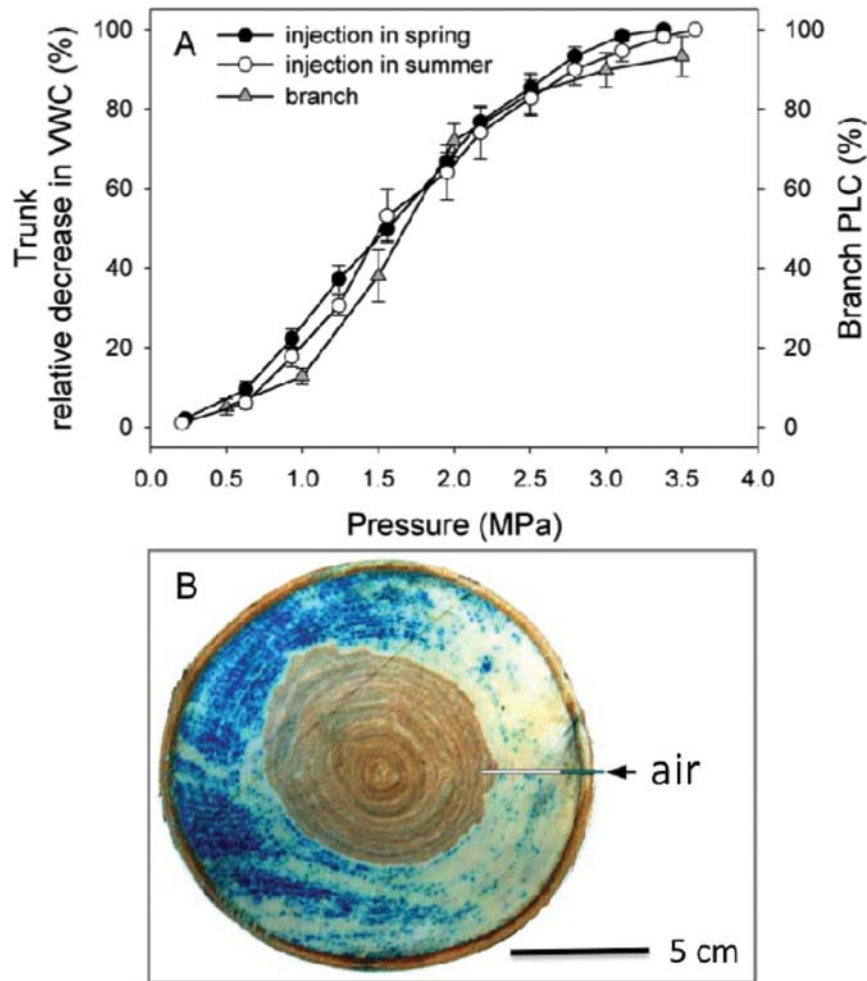 A
injection in spring
injection in summer
branch
Trunk
relative decrease in VWC (%)
100
80
60
40
20
0
100
80
60
40
20
0
Branch PLC (%)
0.0 0.5 1.0 1.5 2.0 2.5 3.0 3.5 4.0
Pressure (MPa)
B
air
5 cm